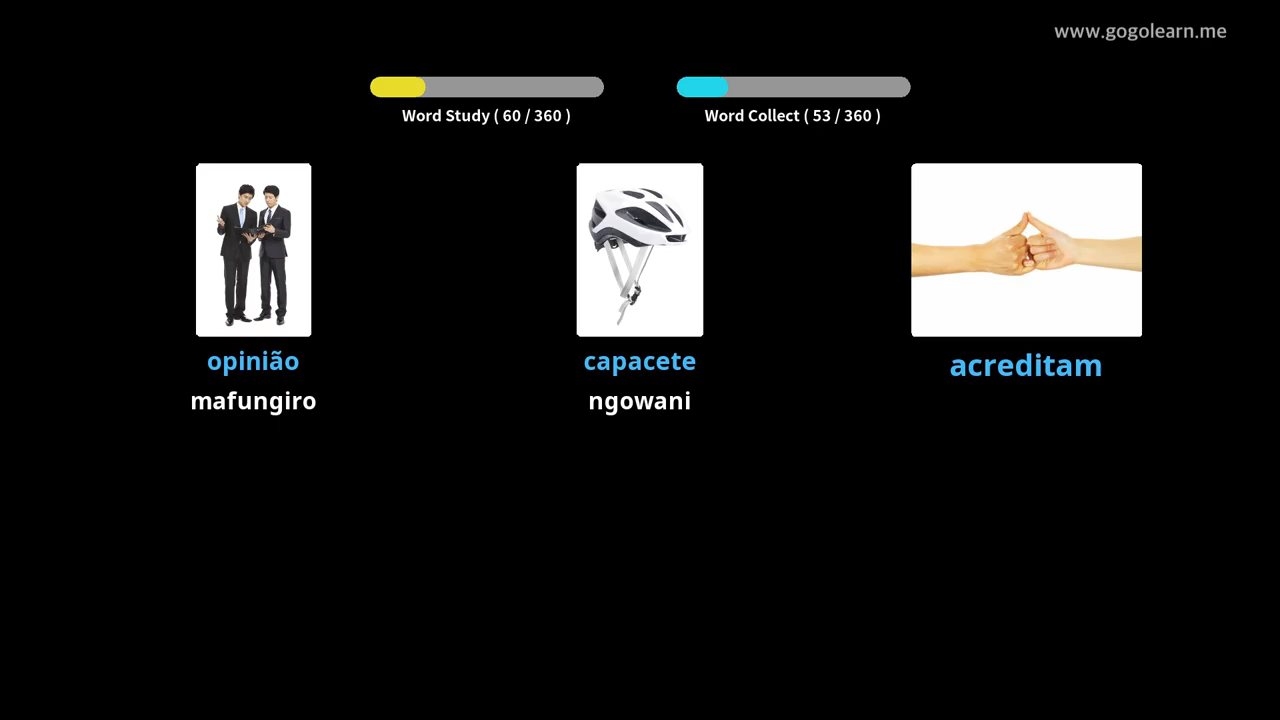 www.gogolearn.me
Word Study ( 60 / 360 )
Word Collect ( 53 / 360 )
opinião
mafungiro
capacete
ngowani
acreditam